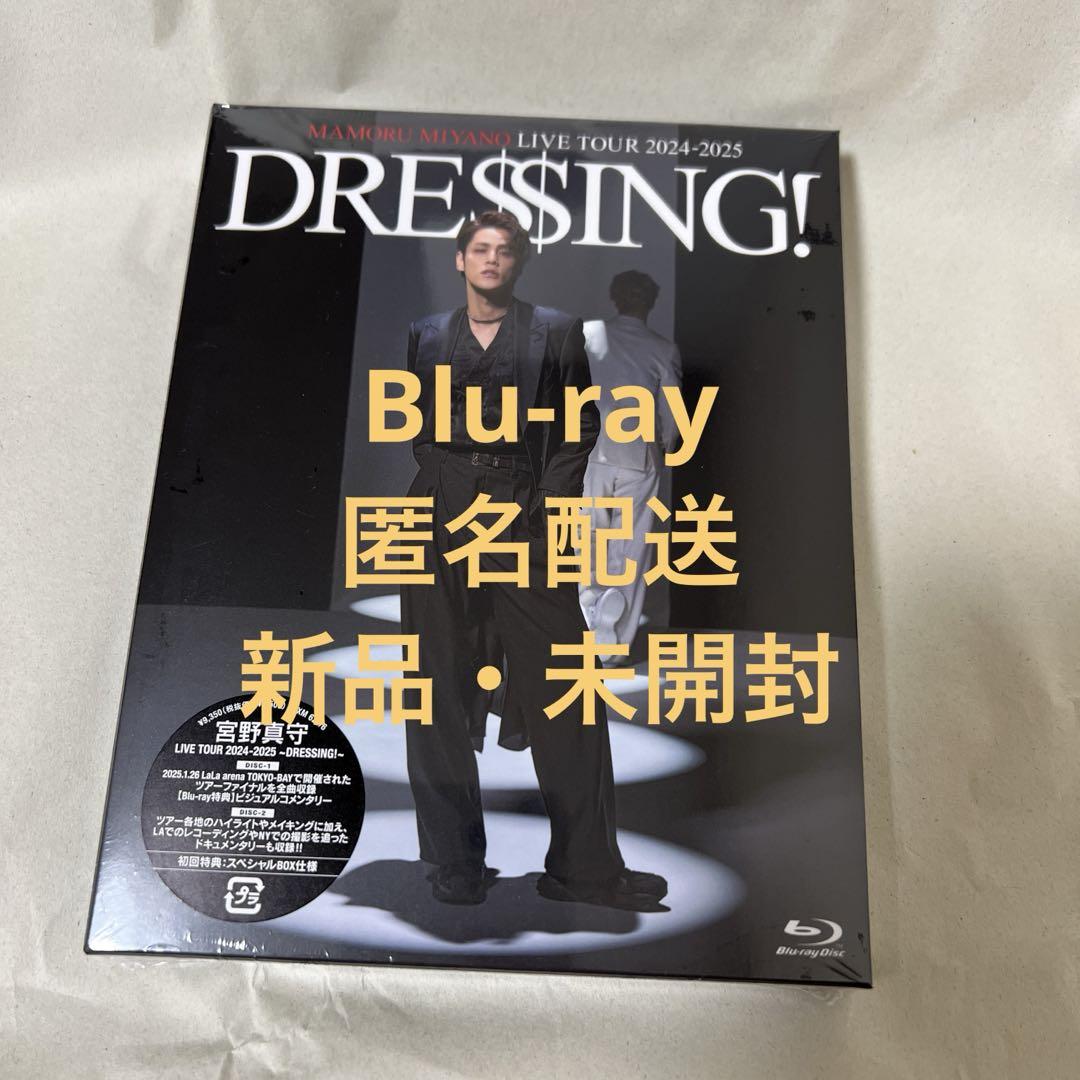 MAMORU MIYANO LIVE TOUR 2024-2025
DRE$$ING!
Blu-ray
匿名配送
新品・未開封
¥9,350(税抜
宮野真守
LIVE TOUR 2024-2025 ~DRESSING!~
DISC-1
2025.1.26 LaLa arena TOKYO-BAYで開催された
ツアーファイナルを全曲収録
【Blu-ray特典】ビジュアルコメンタリー
DISC-2
ツアー各地のハイライトやメイキングに加え、
LAでのレコーディングやNYでの撮影を追った
ドキュメンタリーも収録!!
初回特典:スペシャルBOX仕様
プラ
Blu-ray Disc